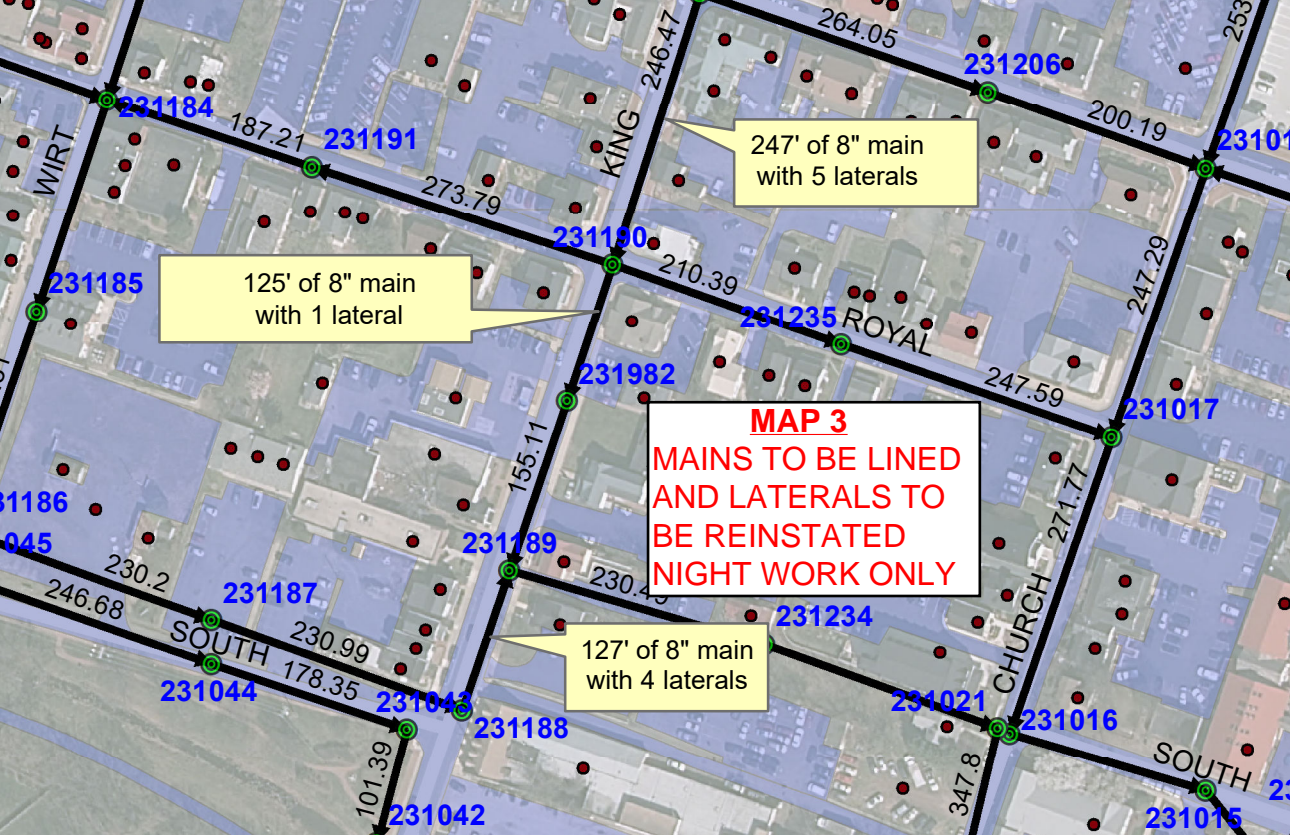 264.05
246.47
253
231206
231184
187.21
231191
200.19
23101
WIRT
KING
247' of 8" main
with 5 laterals
273.79
231190
210.39
247.29
231185
125' of 8" main
with 1 lateral
231235
ROYAL
231982
247.59
231017
MAP 3
MAINS TO BE LINED
AND LATERALS TO
BE REINSTATED
NIGHT WORK ONLY
155.11
271.77
31186
045
231189
230.2
246.68
231187
230.4
231234
SOUTH
230.99
127' of 8" main
with 4 laterals
CHURCH
231044
178.35
231043
231188
231021
231016
101.39
347.8
SOUTH
231042
231015
23